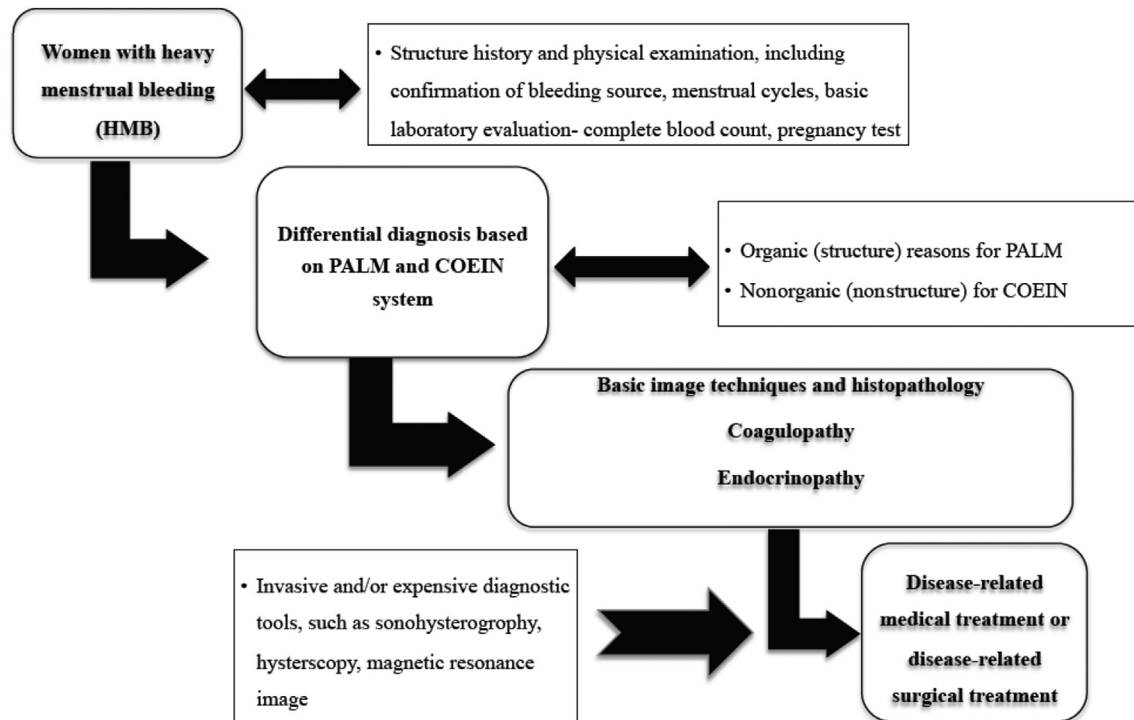 Women with heavy
menstrual bleeding
(HMB)
• Structure history and physical examination, including
confirmation of bleeding source, menstrual cycles, basic
laboratory evaluation- complete blood count, pregnancy test
Differential diagnosis based
on PALM and COEIN
system
• Organic (structure) reasons for PALM
• Nonorganic (nonstructure) for COEIN
Basic image techniques and histopathology
Coagulopathy
Endocrinopathy
• Invasive and/or expensive diagnostic
tools, such as sonohysterogrophy,
hysterscopy, magnetic resonance
image
Disease-related
medical treatment or
disease-related
surgical treatment